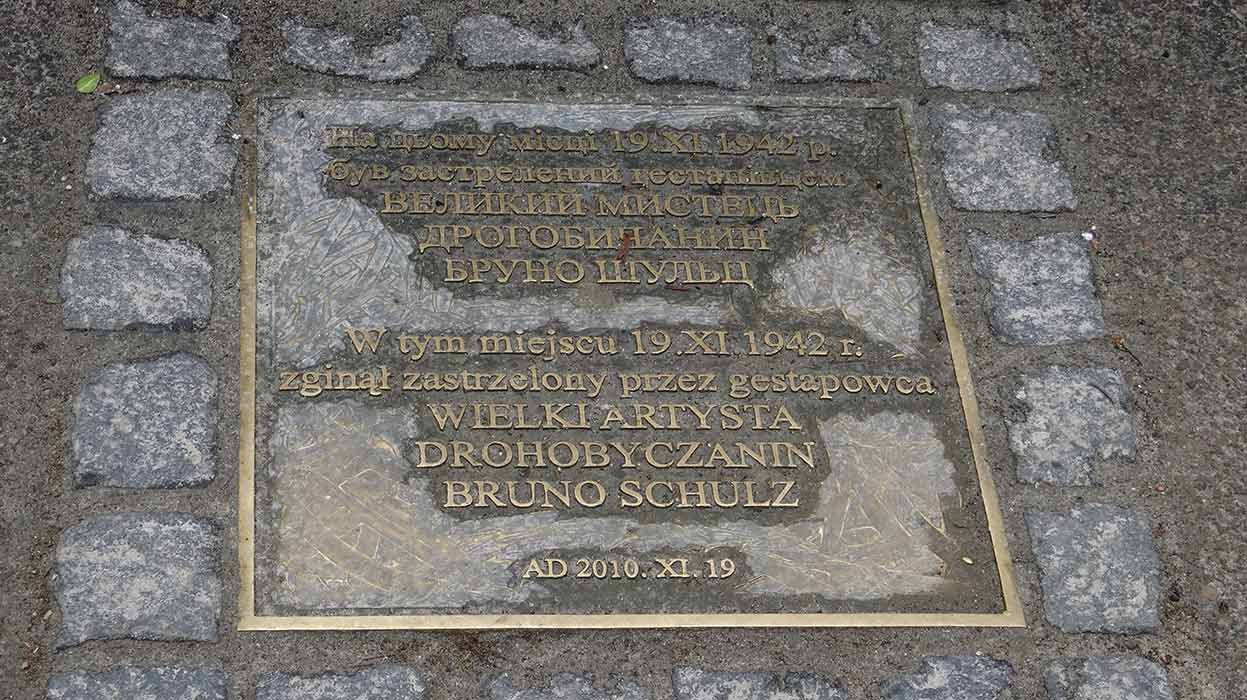 На цьому місці 19.XI.1942 р.
був застрелений гестапівцем
ВЕЛИКИЙ МИСТЕЦЬ
ДРОГОБИЧАНИН
БРУНО ШУЛЬЦ
W tym miejscu 19.XI.1942 r.
zginął zastrzelony przez gestapowca
WIELKI ARTYSTA
DROHOBYCZANIN
BRUNO SCHULZ
AD 2010.XI.19